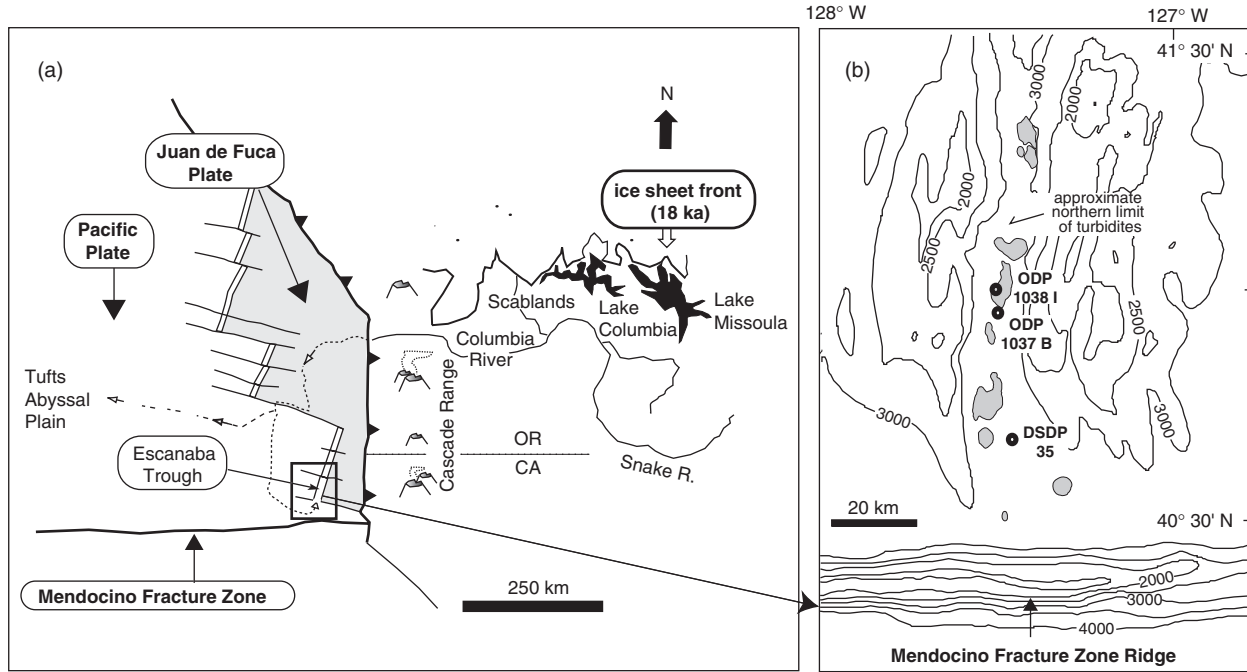 (a)
N
Juan de Fuca
Plate
ice sheet front
(18 ka)
Pacific
Plate
Scablands
Lake
Columbia
Lake
Missoula
Columbia
River
Tufts
Abyssal
Plain
Cascade Range
Escanaba
Trough
OR
CA
Snake R.
Mendocino Fracture Zone
250 km
128° W
127° W
(b)
41° 30' N
3000
2000
2000
approximate
northern limit
of turbidites
2500
ODP
1038 I
ODP
1037 B
2500
3000
3000
DSDP
35
20 km
40° 30' N
2000
3000
4000
Mendocino Fracture Zone Ridge